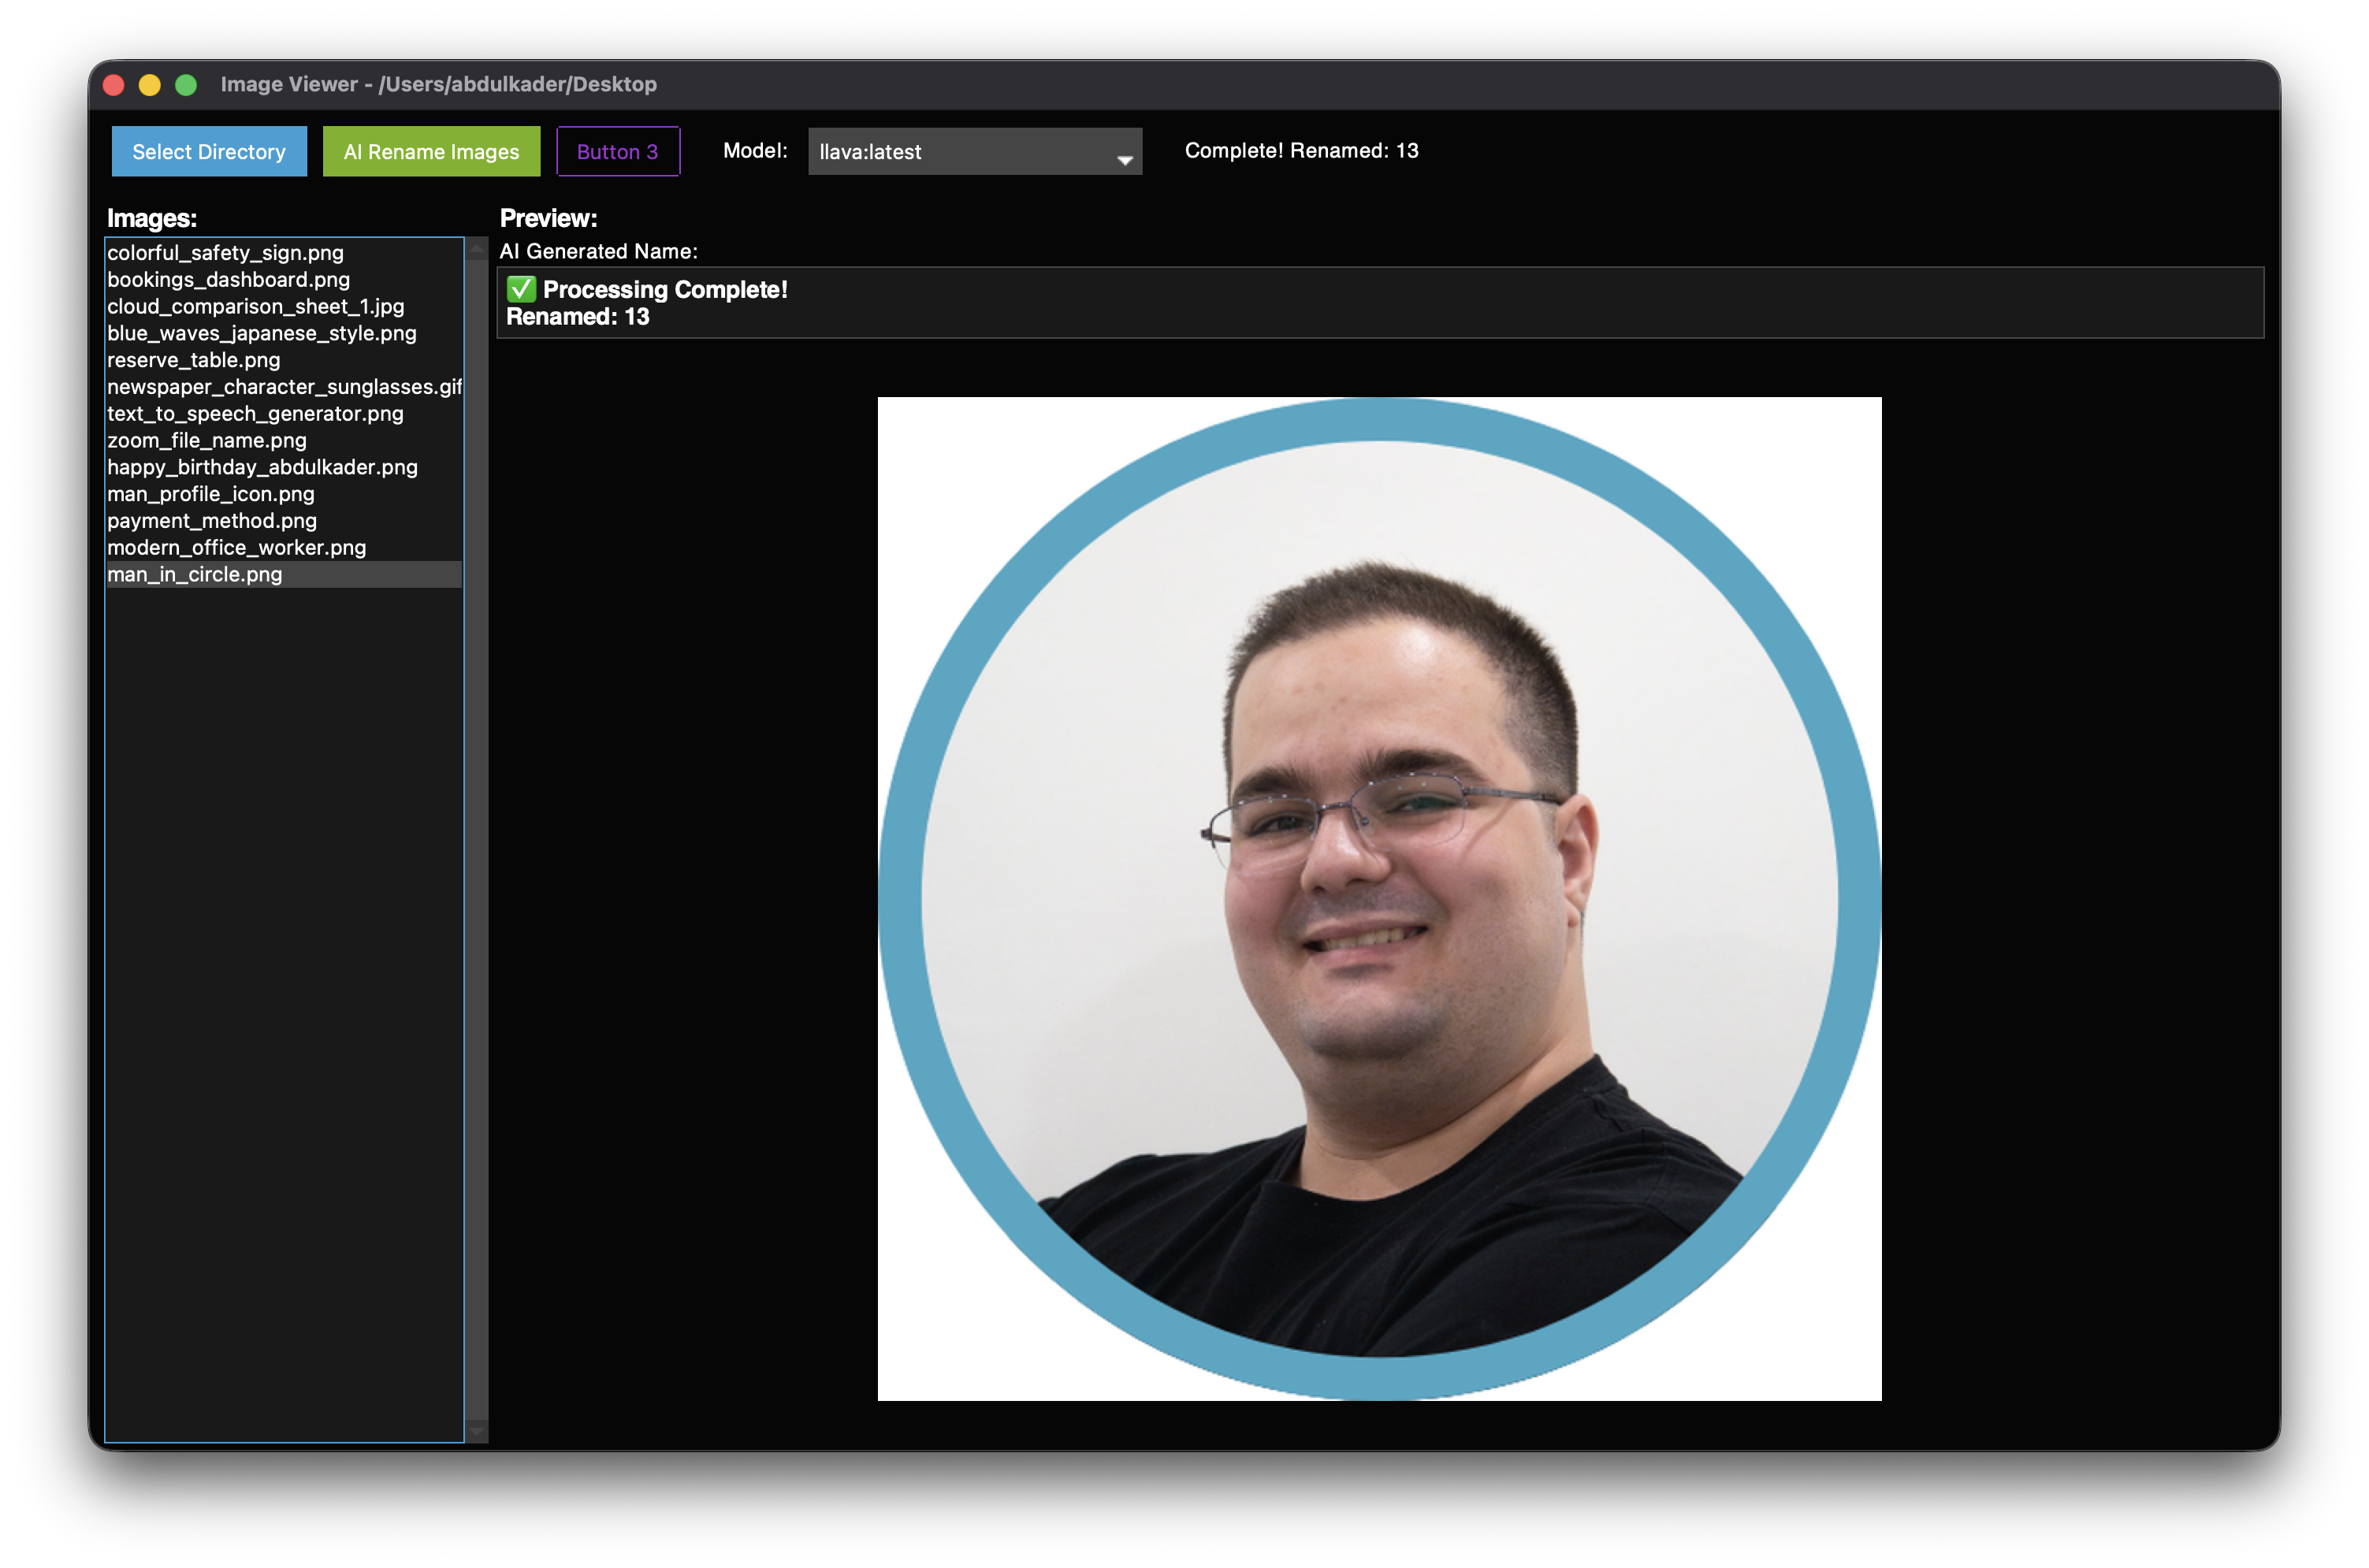 Image Viewer - /Users/abdulkader/Desktop
Select Directory
AI Rename Images
Button 3
Model:
llava:latest
Complete! Renamed: 13
Images:
colorful_safety_sign.png
bookings_dashboard.png
cloud_comparison_sheet_1.jpg
blue_waves_japanese_style.png
reserve_table.png
newspaper_character_sunglasses.gif
text_to_speech_generator.png
zoom_file_name.png
happy_birthday_abdulkader.png
man_profile_icon.png
payment_method.png
modern_office_worker.png
man_in_circle.png
Preview:
AI Generated Name:
✅ Processing Complete!
Renamed: 13